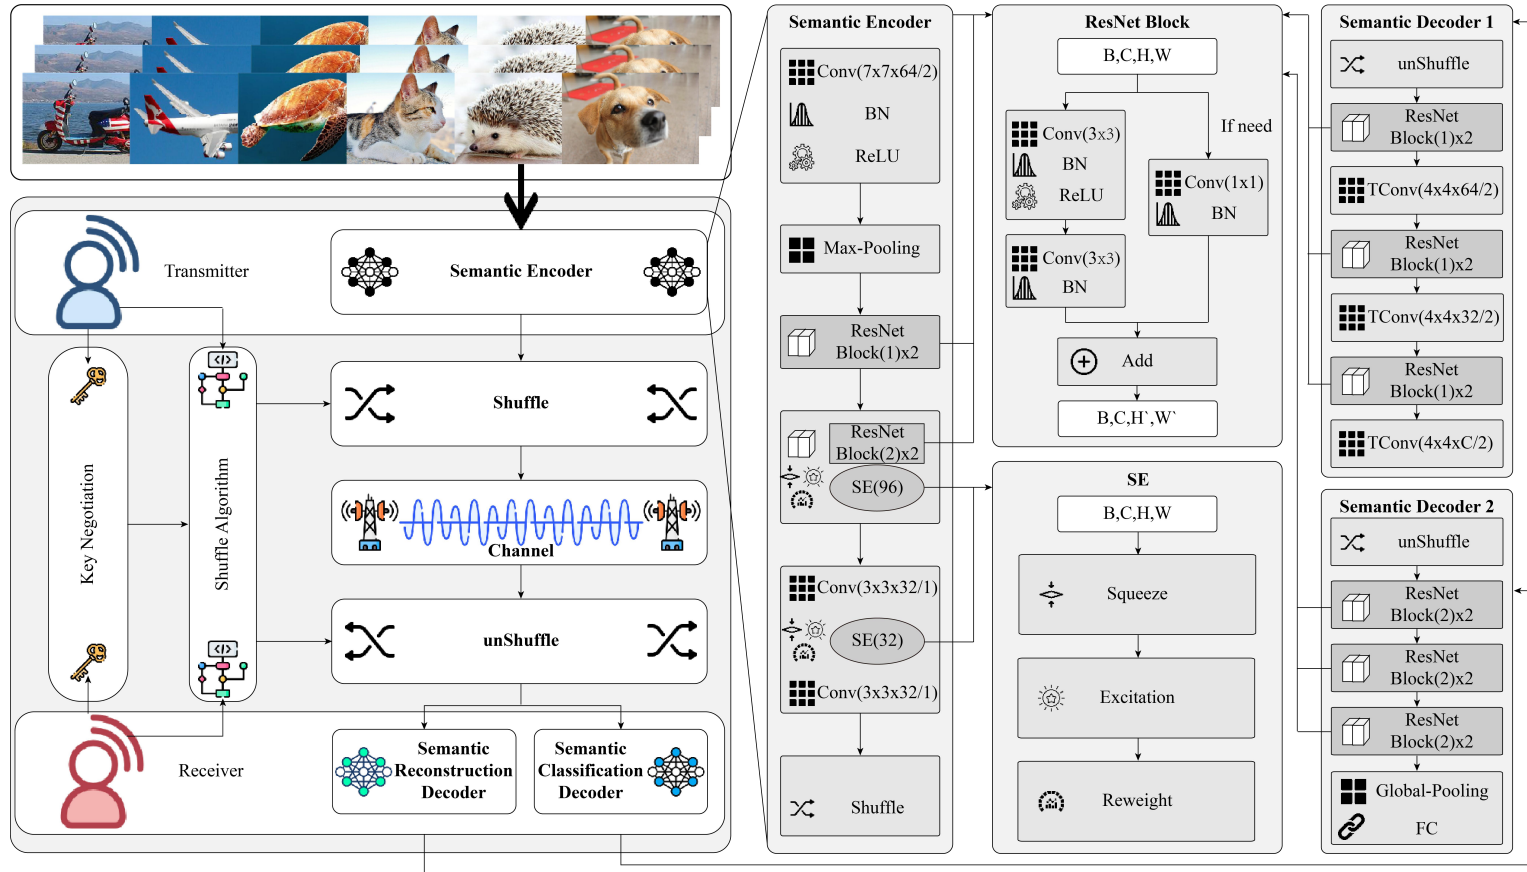 Transmitter
Semantic Encoder
Shuffle
Channel
unShuffle
Key Negotiation
Shuffle Algorithm
Receiver
Semantic
Reconstruction
Decoder
Semantic
Classification
Decoder
Semantic Encoder
Conv(7x7x64/2)
BN
ReLU
Max-Pooling
ResNet
Block(1)x2
ResNet
Block(2)x2
SE(96)
Conv(3x3x32/1)
SE(32)
Conv(3x3x32/1)
Shuffle
ResNet Block
B,C,H,W
If need
Conv(3x3)
BN
ReLU
Conv(1x1)
BN
Conv(3x3)
BN
Add
B,C,H`,W`
SE
B,C,H,W
Squeeze
Excitation
Reweight
Semantic Decoder 1
unShuffle
ResNet
Block(1)x2
TConv(4x4x64/2)
ResNet
Block(1)x2
TConv(4x4x32/2)
ResNet
Block(1)x2
TConv(4x4xC/2)
Semantic Decoder 2
unShuffle
ResNet
Block(2)x2
ResNet
Block(2)x2
ResNet
Block(2)x2
Global-Pooling
FC